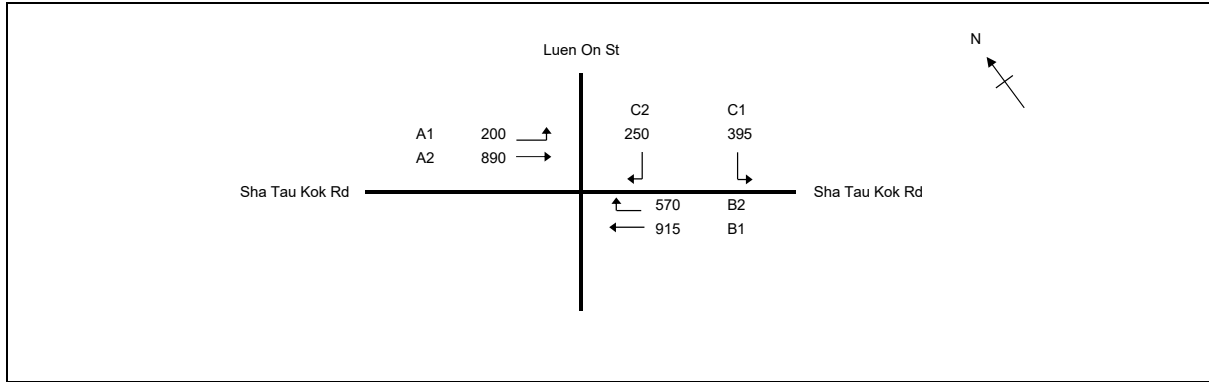 N
Luen On St
C2 C1
A1 200 250 395
A2 890
Sha Tau Kok Rd Sha Tau Kok Rd
570 B2
915 B1